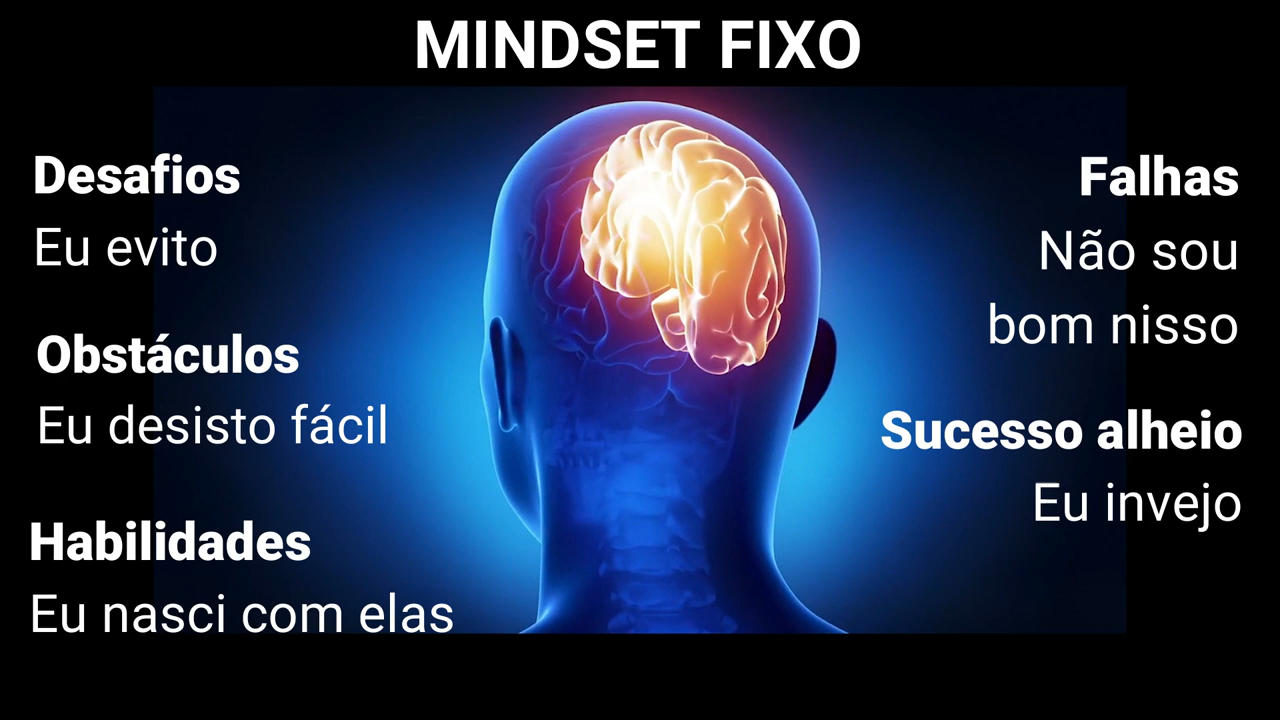 MINDSET FIXO
Desafios
Eu evito
Obstáculos
Eu desisto fácil
Habilidades
Eu nasci com elas
Falhas
Não sou
bom nisso
Sucesso alheio
Eu invejo